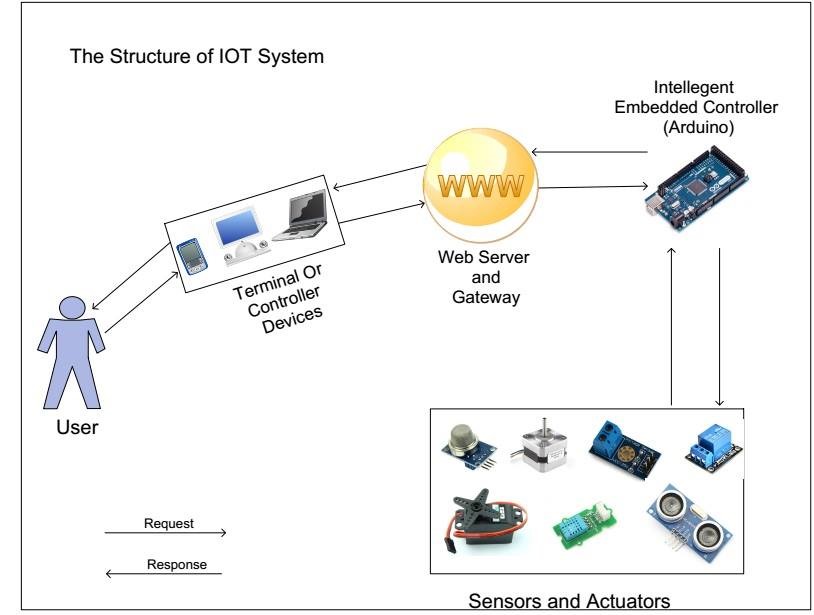 The Structure of IOT System
Intellegent
Embedded Controller
(Arduino)
WWW
Web Server
and
Gateway
Terminal Or
Controller
Devices
User
Request
Response
Sensors and Actuators